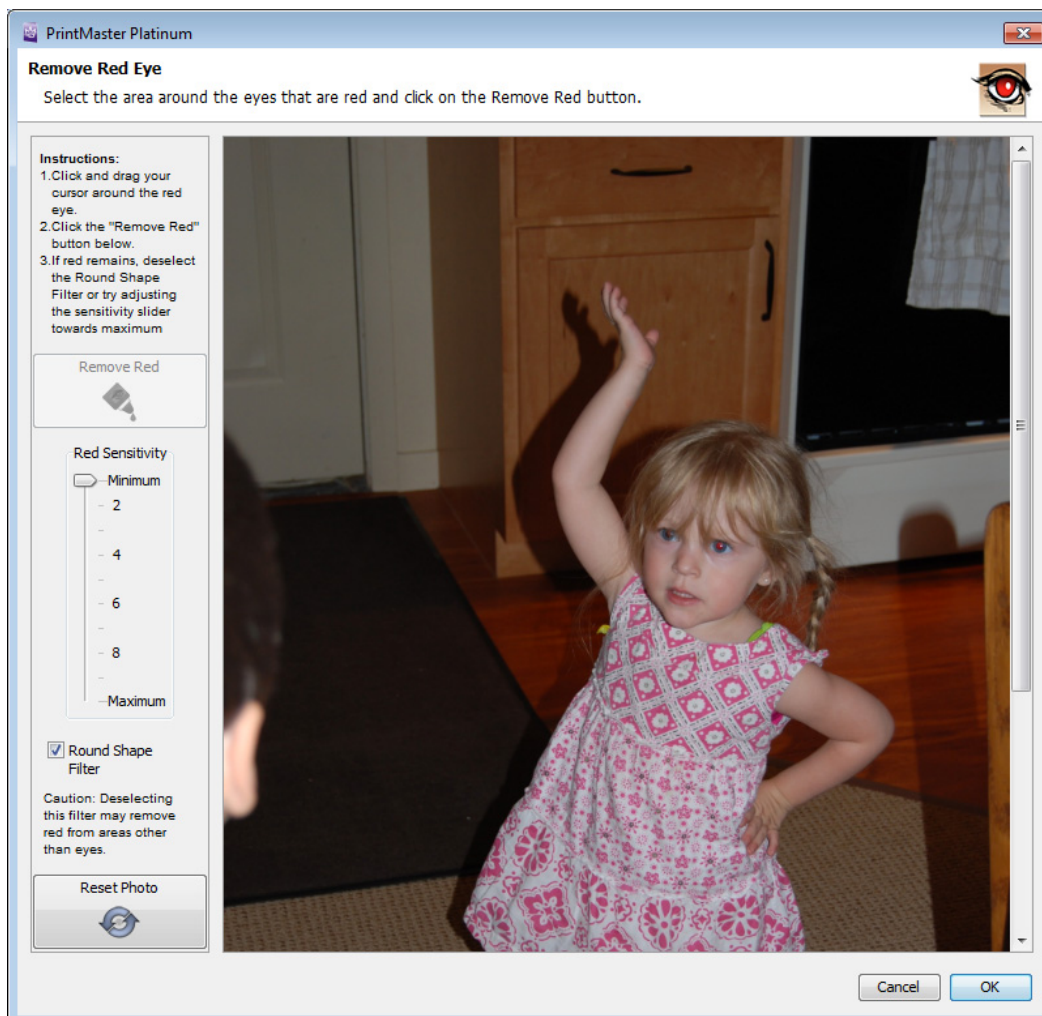 PrintMaster Platinum
Remove Red Eye
Select the area around the eyes that are red and click on the Remove Red button.
Instructions:
1.Click and drag your
cursor around the red
eye.
2.Click the "Remove Red"
button below.
3.If red remains, deselect
the Round Shape
Filter or try adjusting
the sensitivity slider
towards maximum
Remove Red
Red Sensitivity
Minimum
2
4
6
8
Maximum
Round Shape
Filter
Caution: Deselecting
this filter may remove
red from areas other
than eyes.
Reset Photo
Cancel
OK